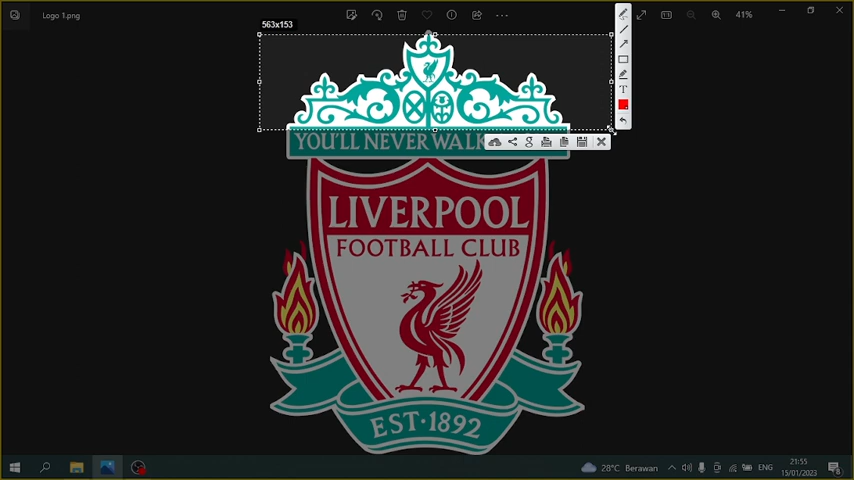 Logo 1.png
41%
563x153
YOU'LL NEVER WALK
LIVERPOOL
FOOTBALL CLUB
EST·1892
28°C Berawan
ENG
21:55
15/01/2023